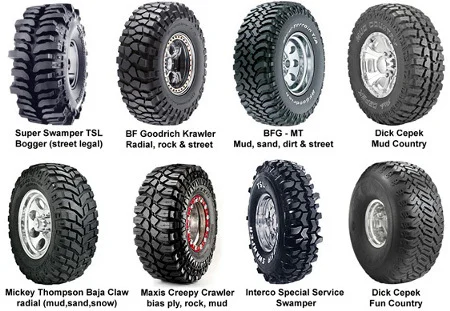 Super Swamper TSL
Bogger (street legal)
BF Goodrich Krawler
Radial, rock & street
BFG - MT
Mud, sand, dirt & street
Dick Cepek
Mud Country
Mickey Thompson Baja Claw
radial (mud,sand,snow)
Maxis Creepy Crawler
bias ply, rock, mud
Interco Special Service
Swamper
Dick Cepek
Fun Country